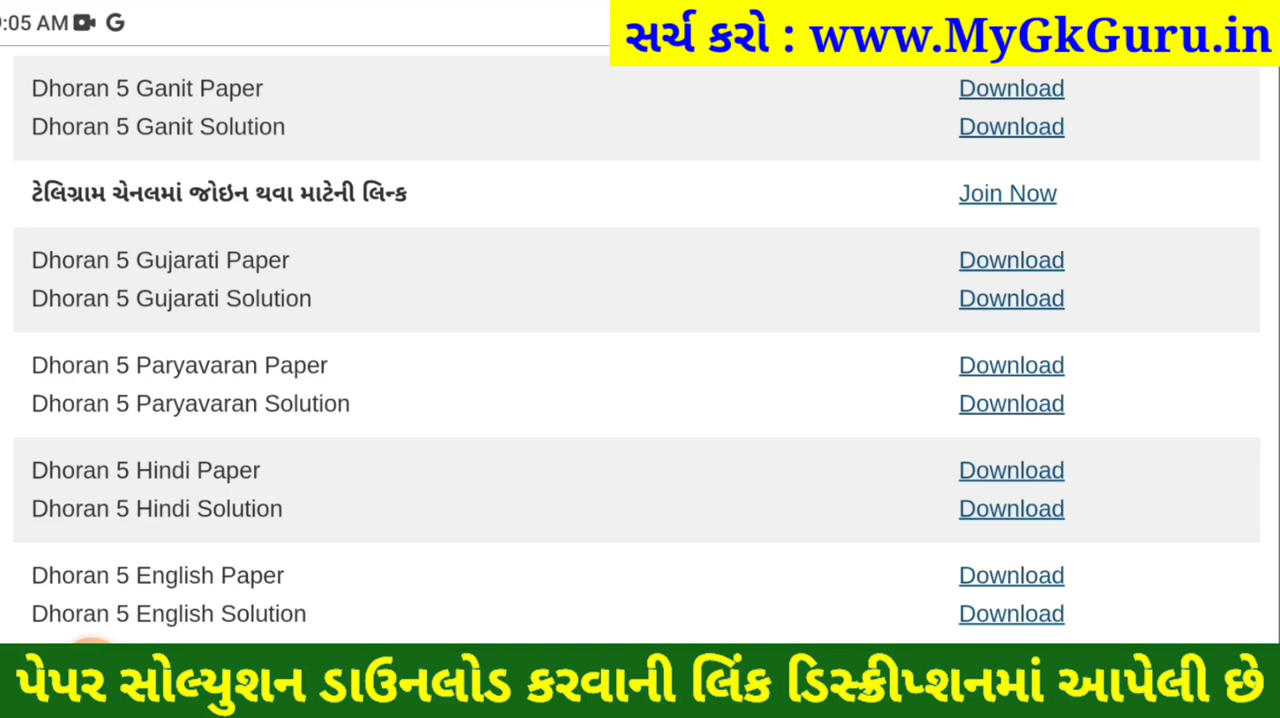 :05 AM G
સર્ચ કરો : www.MyGkGuru.in
Dhoran 5 Ganit Paper Download
Dhoran 5 Ganit Solution Download
ટેલિગ્રામ ચેનલમાં જોઇન થવા માટેની લિન્ક Join Now
Dhoran 5 Gujarati Paper Download
Dhoran 5 Gujarati Solution Download
Dhoran 5 Paryavaran Paper Download
Dhoran 5 Paryavaran Solution Download
Dhoran 5 Hindi Paper Download
Dhoran 5 Hindi Solution Download
Dhoran 5 English Paper Download
Dhoran 5 English Solution Download
પેપર સોલ્યુશન ડાઉનલોડ કરવાની લિંક ડિસ્ક્રીપ્શનમાં આપેલી છે